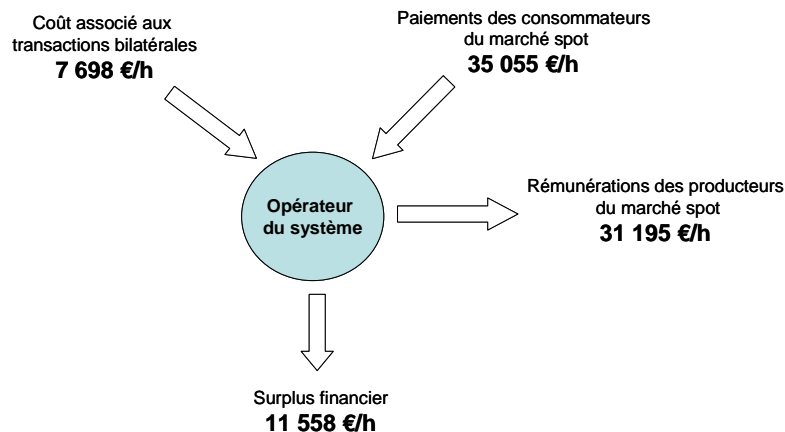 Coût associé aux
transactions bilatérales
7 698 €/h
Paiements des consommateurs
du marché spot
35 055 €/h
Opérateur
du système
Rémunérations des producteurs
du marché spot
31 195 €/h
Surplus financier
11 558 €/h